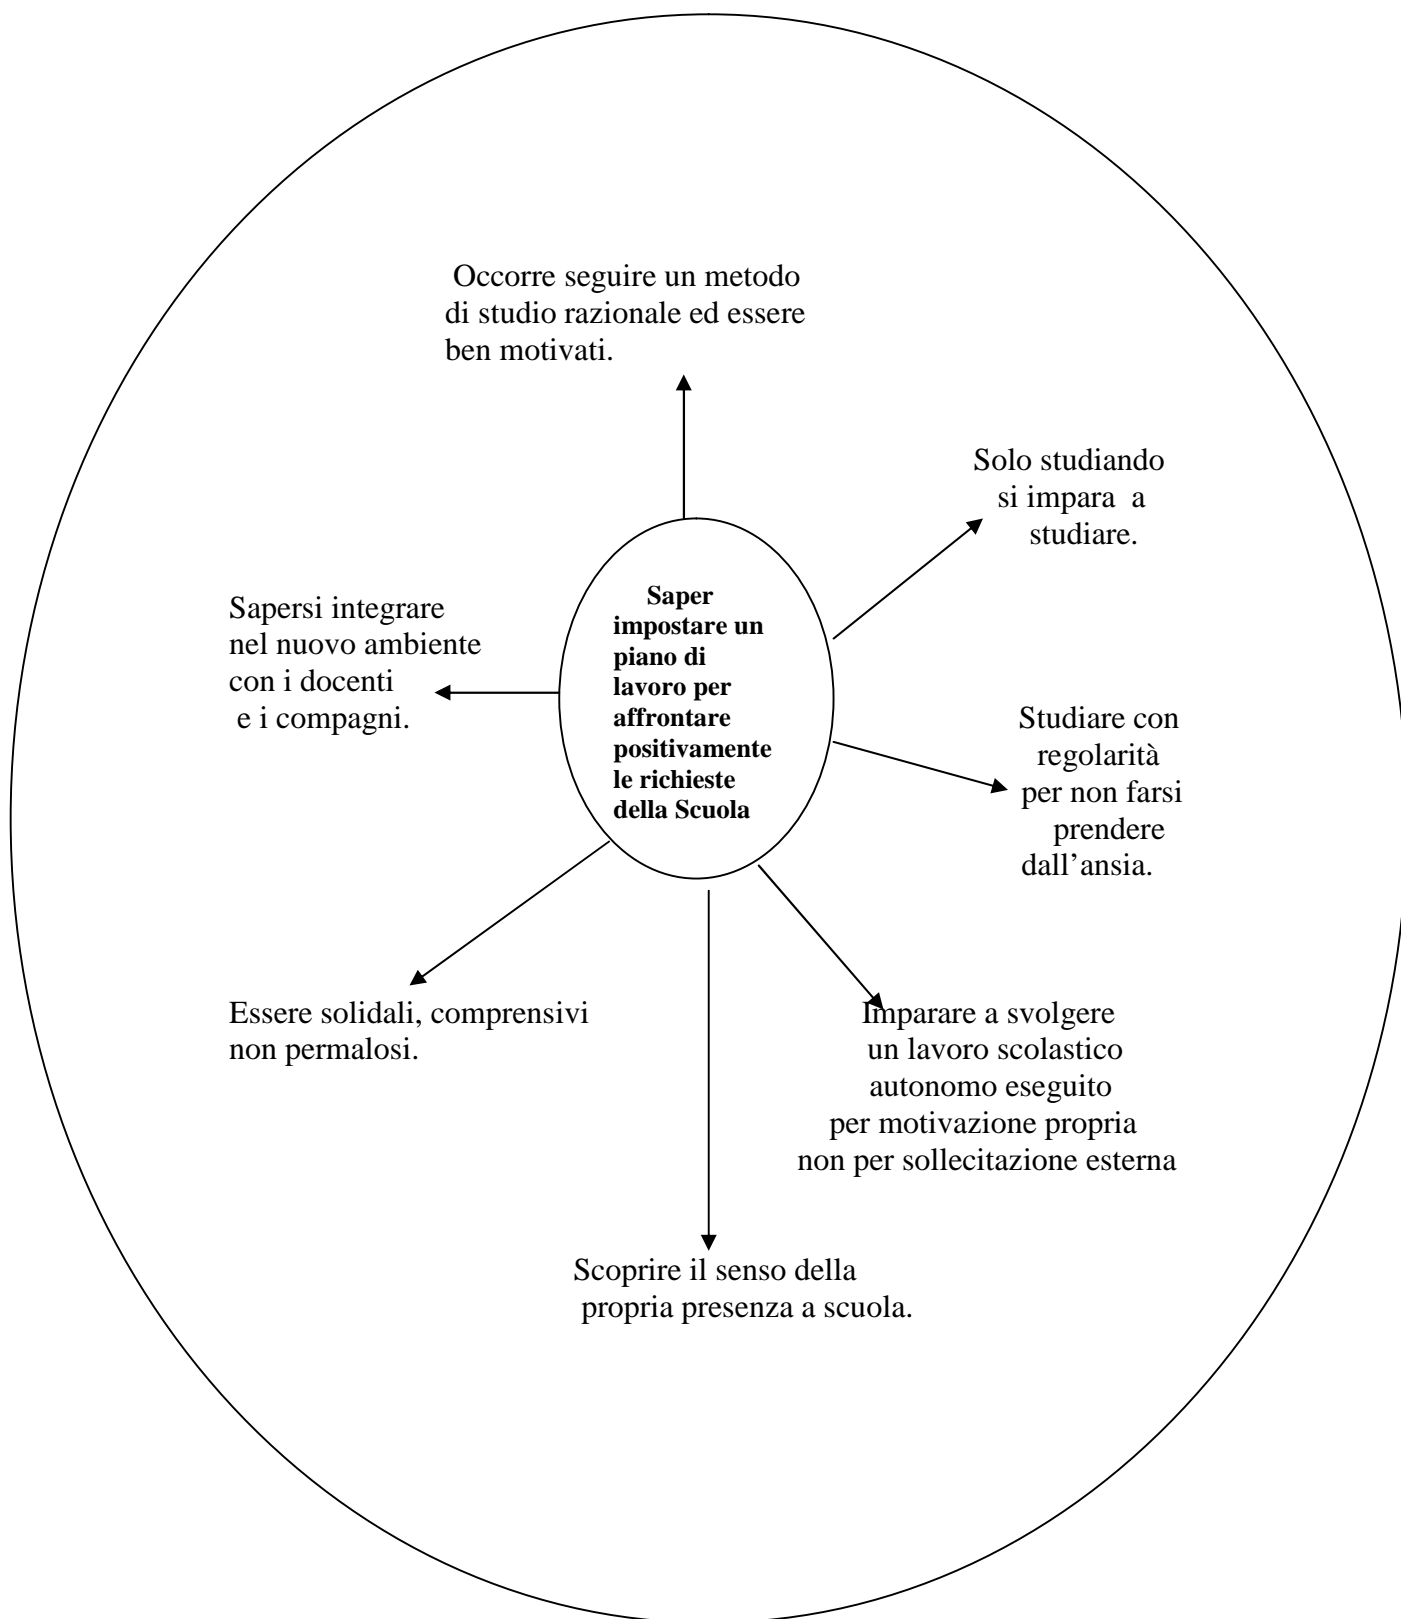 Occorre seguire un metodo
di studio razionale ed essere
ben motivati.
Solo studiando
si impara a
studiare.
Sapersi integrare
nel nuovo ambiente
con i docenti
e i compagni.
Saper
impostare un
piano di
lavoro per
affrontare
positivamente
le richieste
della Scuola
Studiare con
regolarità
per non farsi
prendere
dall’ansia.
Essere solidali, comprensivi
non permalosi.
Imparare a svolgere
un lavoro scolastico
autonomo eseguito
per motivazione propria
non per sollecitazione esterna
Scoprire il senso della
propria presenza a scuola.